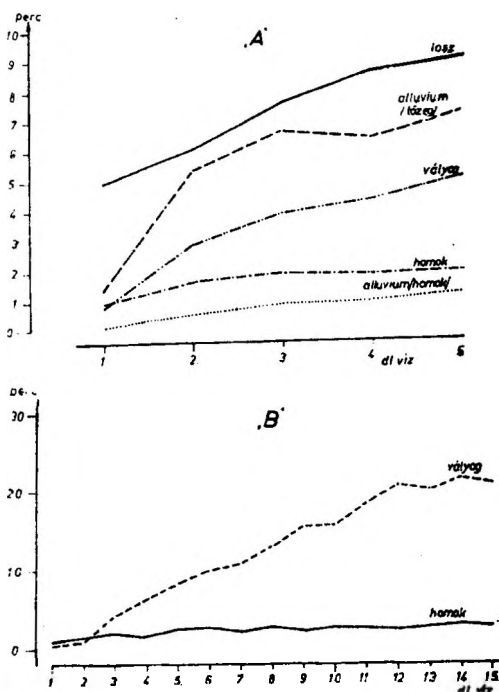 perc
‚A'
10
9
8
7
6
5
4
3
2
1
0
lösz
alluvium
/tőzeg/
vályog
homok
alluvium/homok/
1 2 3 4 5
dl víz
‚B'
30
20
10
0
vályog
homok
1 2 3 4 5 6 7 8 9 10 11 12 13 14 15
dl víz